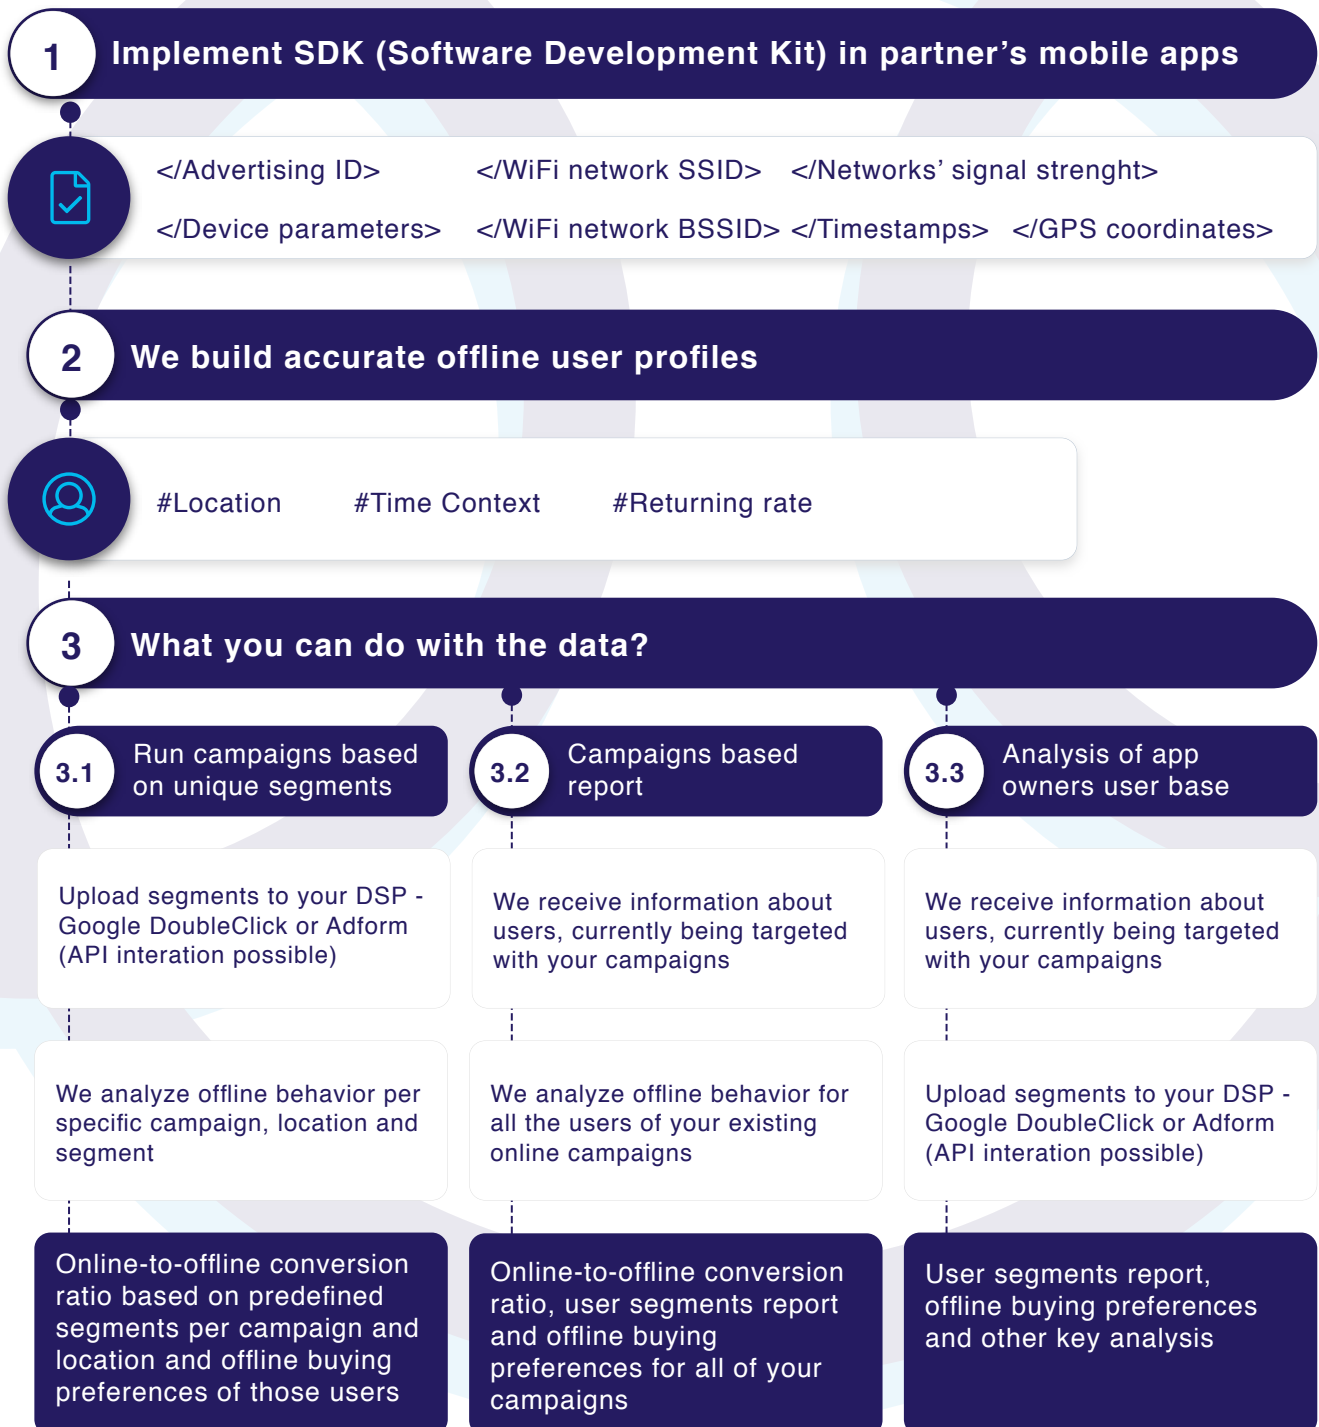 1
Implement SDK (Software Development Kit) in partner's mobile apps
</Advertising ID>
</WiFi network SSID>
</Networks' signal strenght>
</Device parameters>
</WiFi network BSSID>
</Timestamps>
</GPS coordinates>
2
We build accurate offline user profiles
#Location
#Time Context
#Returning rate
3
What you can do with the data?
3.1
Run campaigns based
on unique segments
Upload segments to your DSP -
Google DoubleClick or Adform
(API interation possible)
We analyze offline behavior per
specific campaign, location and
segment
Online-to-offline conversion
ratio based on predefined
segments per campaign and
location and offline buying
preferences of those users
3.2
Campaigns based
report
We receive information about
users, currently being targeted
with your campaigns
We analyze offline behavior for
all the users of your existing
online campaigns
Online-to-offline conversion
ratio, user segments report
and offline buying
preferences for all of your
campaigns
3.3
Analysis of app
owners user base
We receive information about
users, currently being targeted
with your campaigns
Upload segments to your DSP -
Google DoubleClick or Adform
(API interation possible)
User segments report,
offline buying preferences
and other key analysis